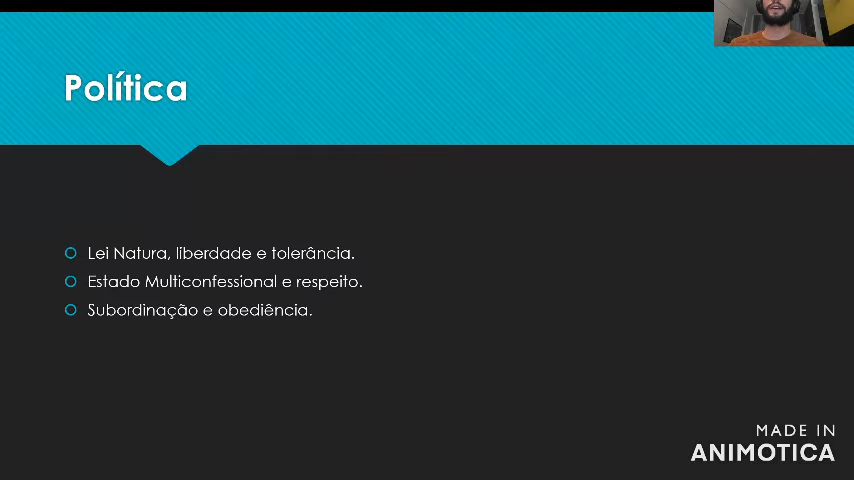 Política
Lei Natura, liberdade e tolerância.
Estado Multiconfessional e respeito.
Subordinação e obediência.
MADE IN
ANIMOTICA